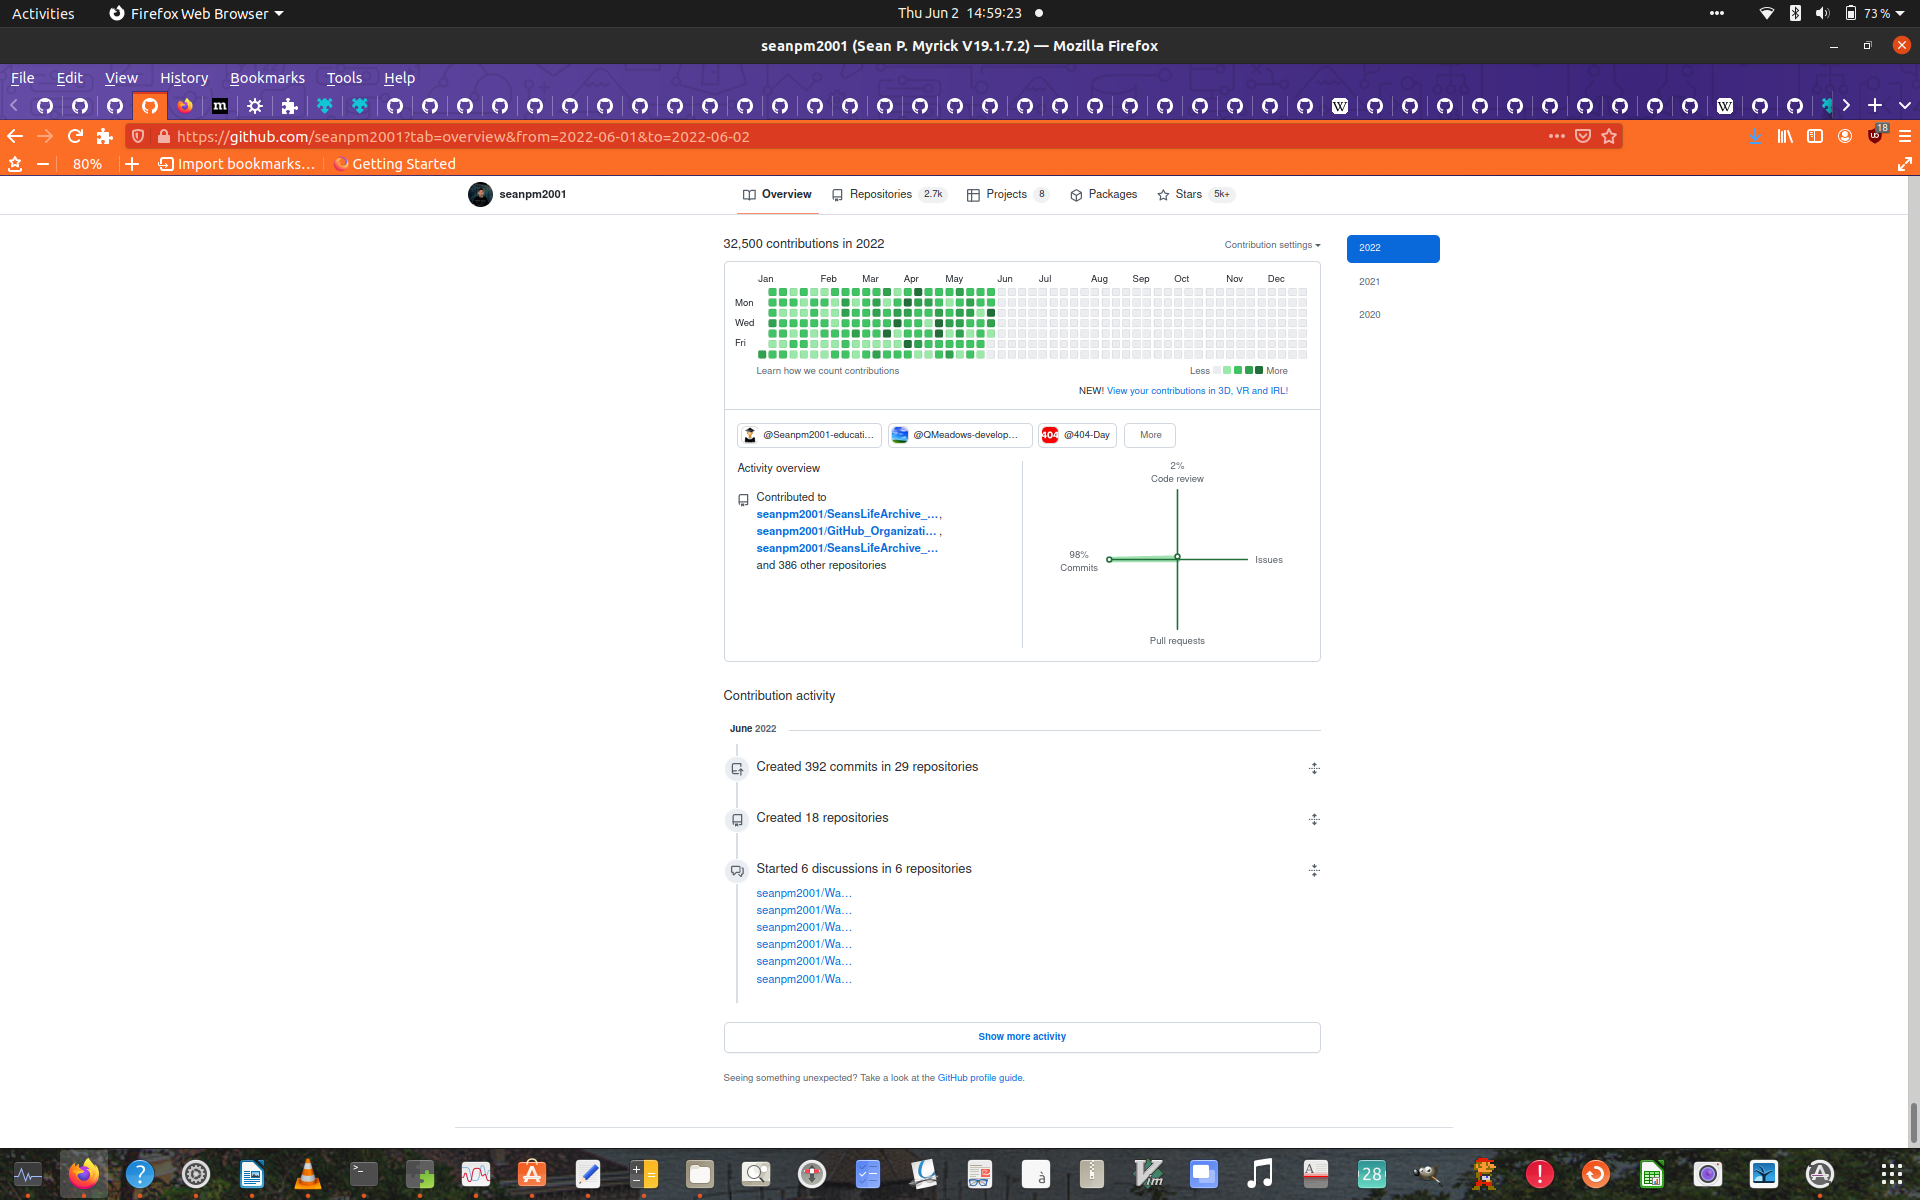 Activities
Firefox Web Browser
Thu Jun 2 14:59:23
73 %
seanpm2001 (Sean P. Myrick V19.1.7.2) — Mozilla Firefox
File Edit View History Bookmarks Tools Help
https://github.com/seanpm2001?tab=overview&from=2022-06-01&to=2022-06-02
18
80%
Import bookmarks...
Getting Started
seanpm2001
Overview
Repositories 2.7k
Projects 8
Packages
Stars 5k+
32,500 contributions in 2022
Contribution settings
2022
2021
2020
Jan Feb Mar Apr May Jun Jul Aug Sep Oct Nov Dec
Mon
Wed
Fri
Learn how we count contributions
Less More
NEW! View your contributions in 3D, VR and IRL!
@Seanpm2001-educati...
@QMeadows-develop...
404 @404-Day
More
Activity overview
Contributed to
seanpm2001/SeansLifeArchive_... ,
seanpm2001/GitHub_Organizati... ,
seanpm2001/SeansLifeArchive_...
and 386 other repositories
2%
Code review
98%
Commits
Issues
Pull requests
Contribution activity
June 2022
Created 392 commits in 29 repositories
Created 18 repositories
Started 6 discussions in 6 repositories
seanpm2001/Wa...
seanpm2001/Wa...
seanpm2001/Wa...
seanpm2001/Wa...
seanpm2001/Wa...
seanpm2001/Wa...
Show more activity
Seeing something unexpected? Take a look at the GitHub profile guide.
28